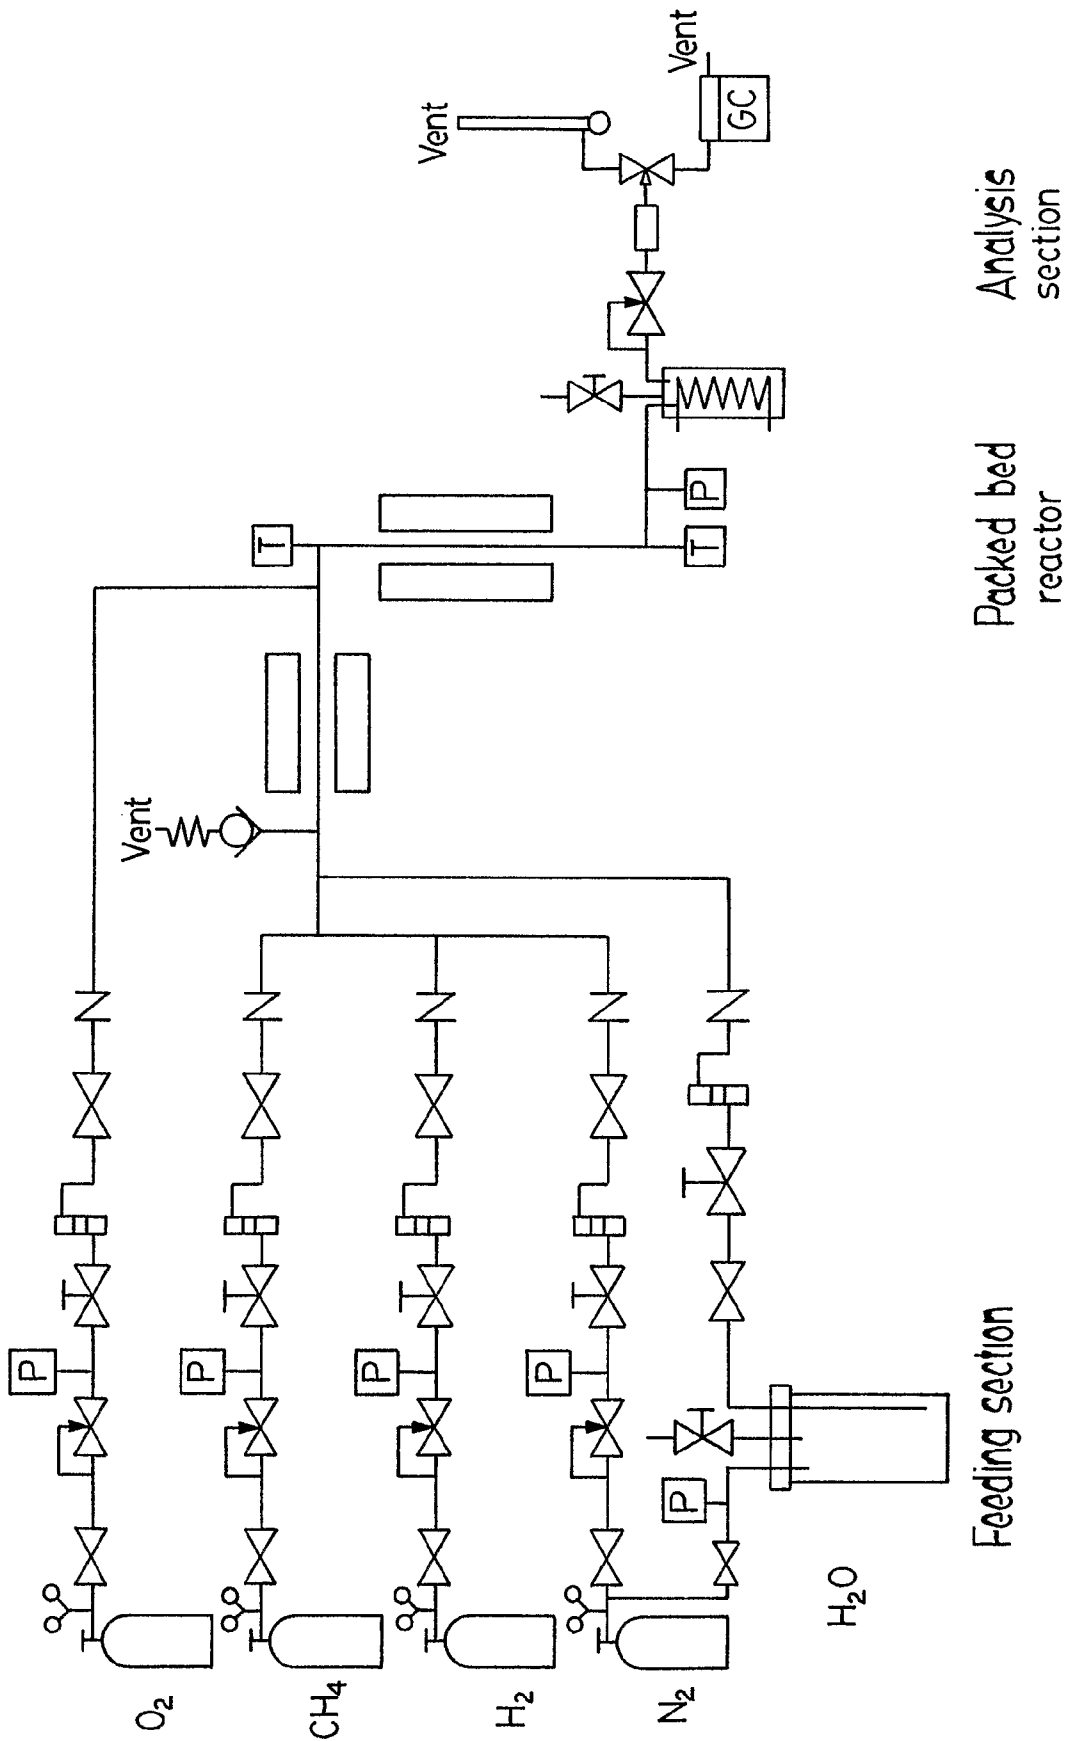 Vent
Vent
Vent
GC
T
T
P
P
P
P
P
P
O₂
CH₄
H₂
N₂
H₂O
Feeding section
Packed bed
reactor
Analysis
section